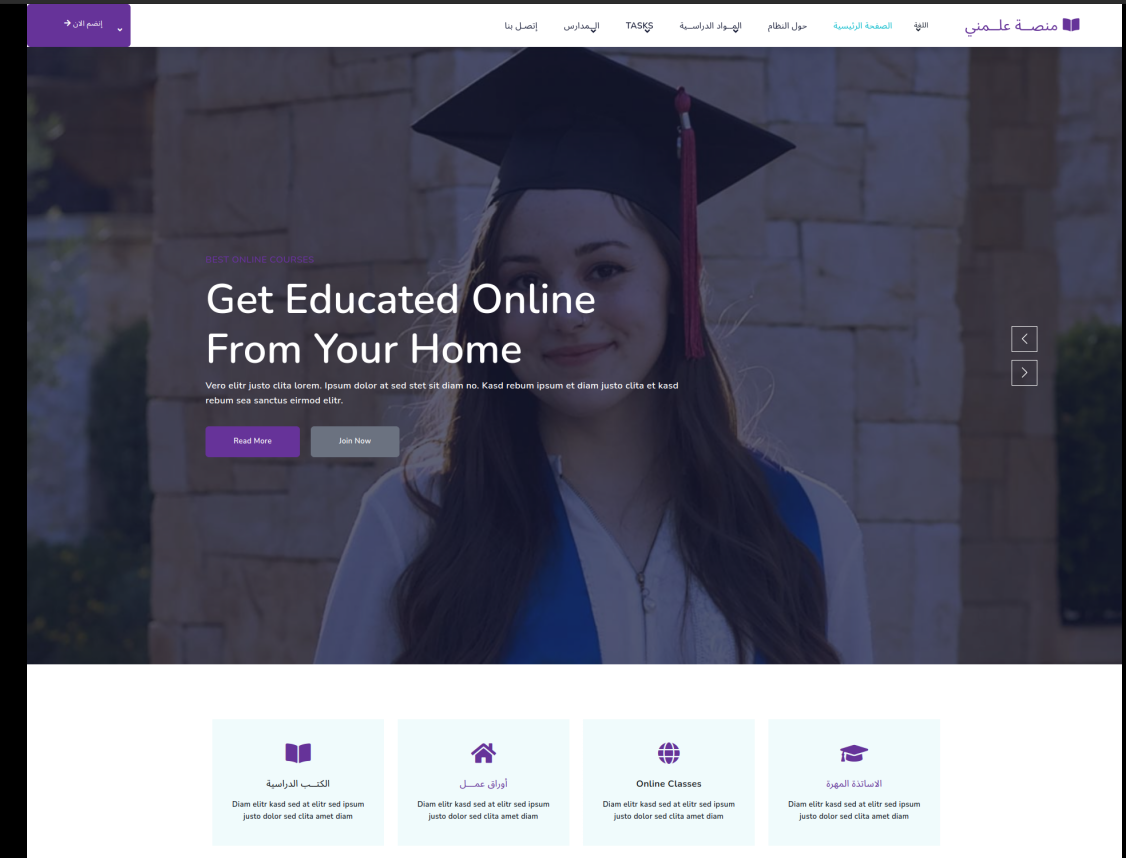 منصــة علــمني
اللغة
الصفحة الرئيسية
حول النظام
المــواد الدراســية
TASKS
المدارس
إتصل بنا
إنضم الان
BEST ONLINE COURSES
Get Educated Online
From Your Home
Vero elitr justo clita lorem. Ipsum dolor at sed stet sit diam no. Kasd rebum ipsum et diam justo clita et kasd
rebum sea sanctus eirmod elitr.
Read More
Join Now
الاساتذة المهرة
Diam elitr kasd sed at elitr sed ipsum
justo dolor sed clita amet diam
Online Classes
Diam elitr kasd sed at elitr sed ipsum
justo dolor sed clita amet diam
أوراق عمـــل
Diam elitr kasd sed at elitr sed ipsum
justo dolor sed clita amet diam
الكتــب الدراسية
Diam elitr kasd sed at elitr sed ipsum
justo dolor sed clita amet diam